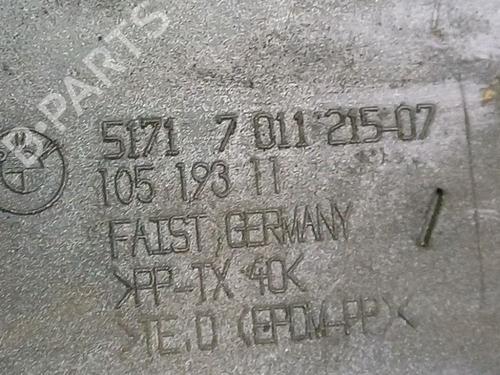 B-PARTS
5171 7 011 215-07
105 193 11
FAIST, GERMANY
>PP-TX 40<
>TE.O (EPDM-PP)<